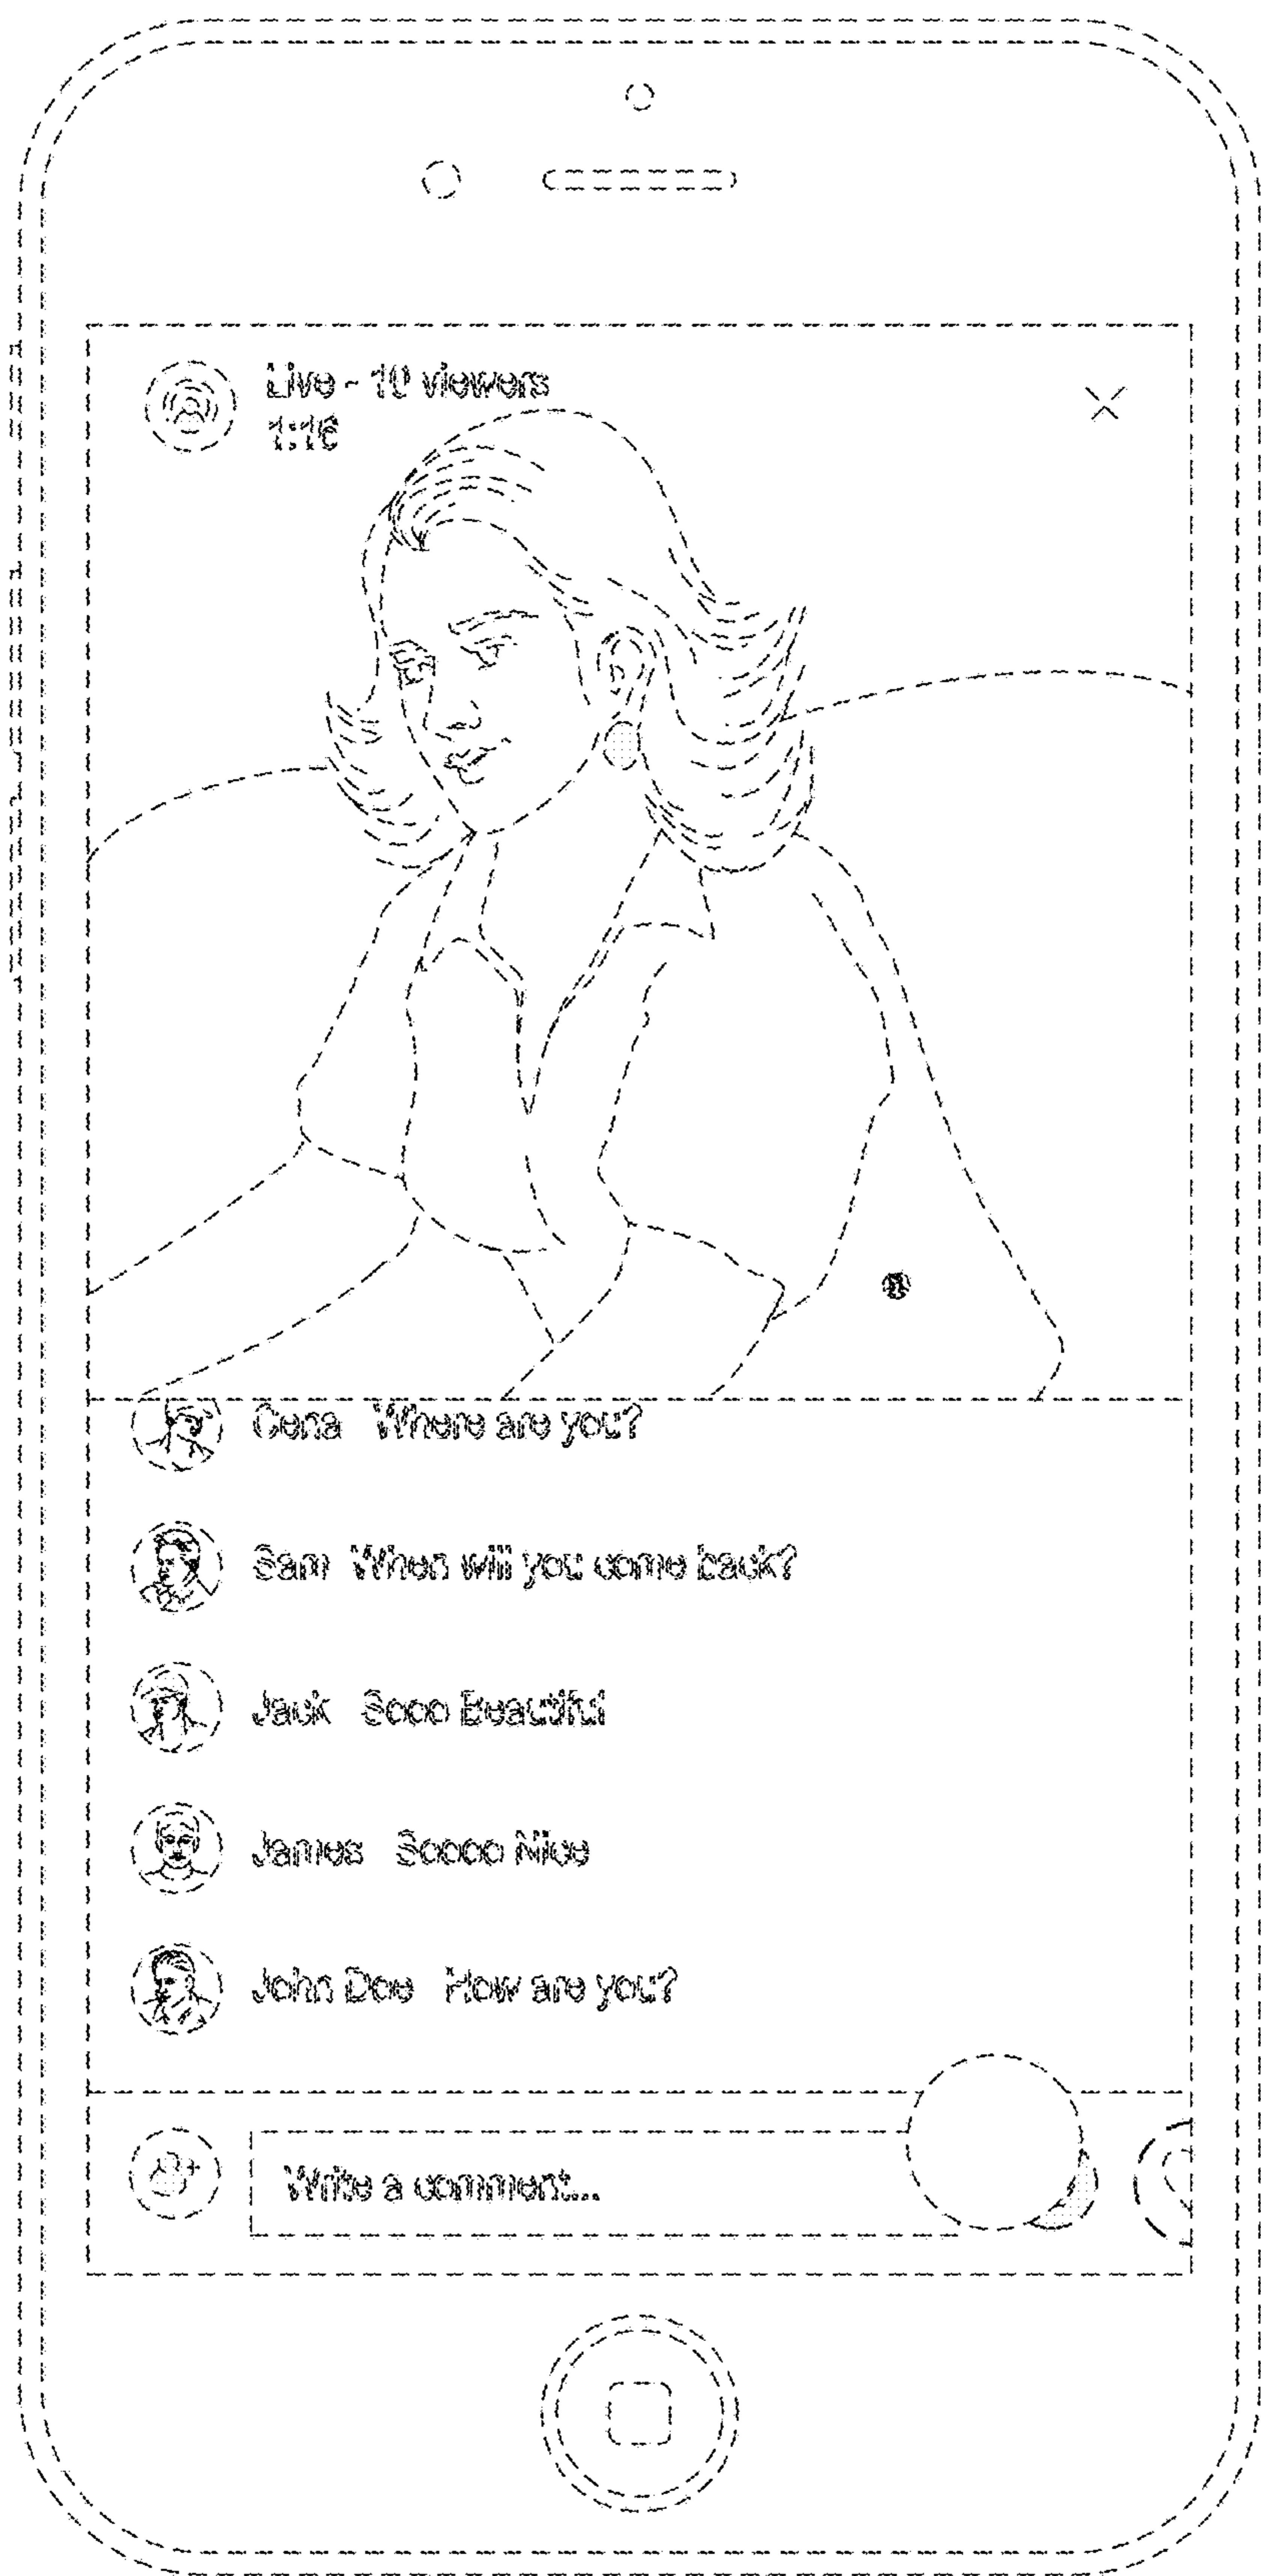 Live - 10 viewers
1:16
Cena Where are you?
Sam When will you come back?
Jack Sooo Beautiful
James Soooo Nice
John Doe How are you?
Write a comment...